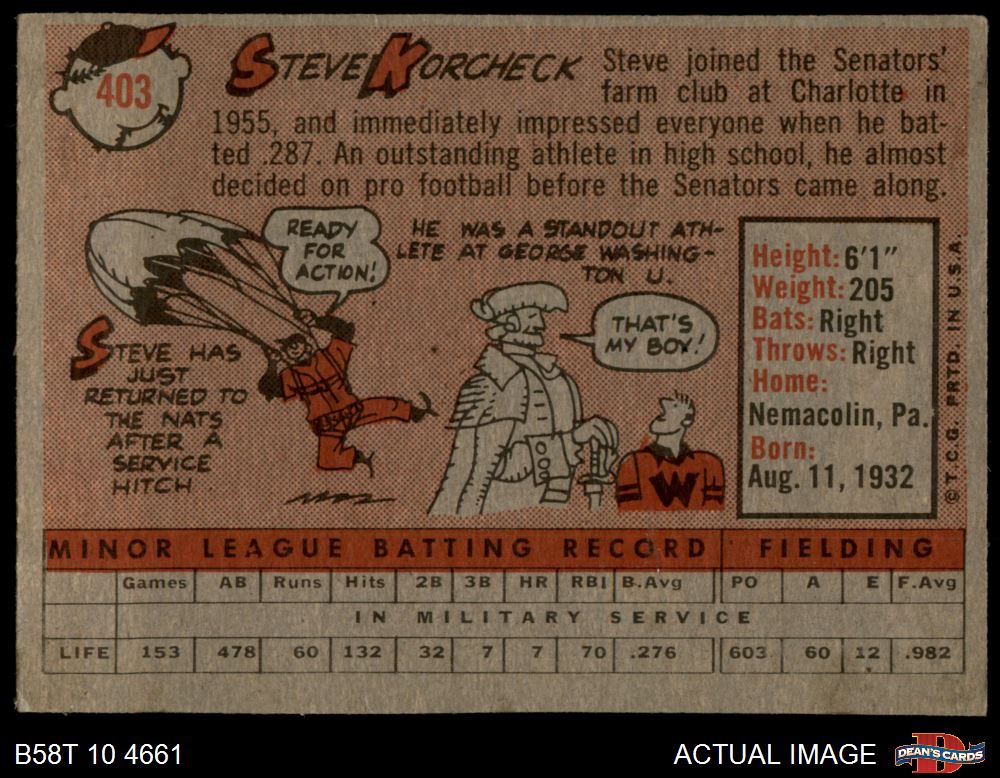 403
STEVE KORCHECK
Steve joined the Senators'
farm club at Charlotte in
1955, and immediately impressed everyone when he bat-
ted .287. An outstanding athlete in high school, he almost
decided on pro football before the Senators came along.
READY
FOR
ACTION!
STEVE HAS
JUST
RETURNED TO
THE NATS
AFTER A
SERVICE
HITCH
HE WAS A STANDOUT ATH-
LETE AT GEORGE WASHING-
TON U.
THAT'S
MY BOY!
W
Height: 6'1"
Weight: 205
Bats: Right
Throws: Right
Home:
Nemacolin, Pa.
Born:
Aug. 11, 1932
© T.C.G. PRTD. IN U.S.A.
MINOR LEAGUE BATTING RECORD FIELDING
Games AB Runs Hits 2B 3B HR RBI B.Avg PO A E F.Avg
IN MILITARY SERVICE
LIFE 153 478 60 132 32 7 7 70 .276 603 60 12 .982
B58T 10 4661
ACTUAL IMAGE
DEAN'S CARDS